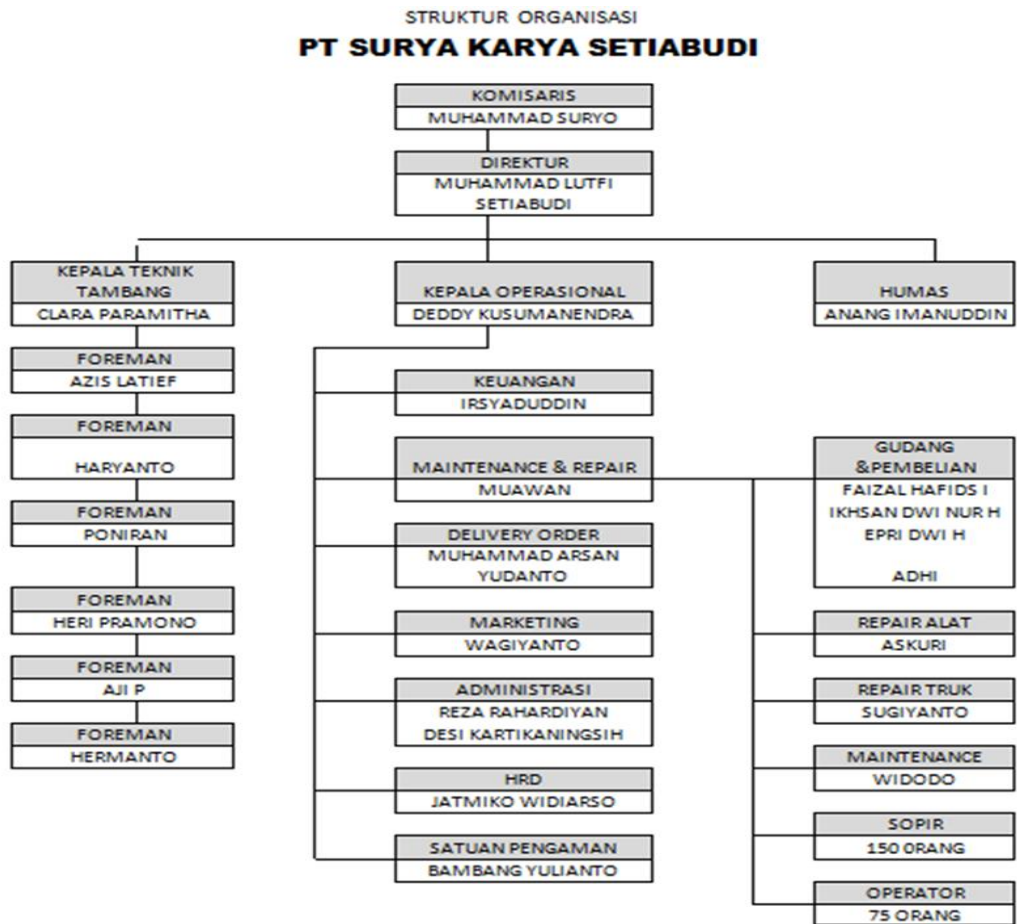 STRUKTUR ORGANISASI
PT SURYA KARYA SETIABUDI
KOMISARIS
MUHAMMAD SURYO
DIREKTUR
MUHAMMAD LUTFI
SETIABUDI
KEPALA TEKNIK
TAMBANG
CLARA PARAMITHA
FOREMAN
AZIS LATIEF
FOREMAN
HARYANTO
FOREMAN
PONIRAN
FOREMAN
HERI PRAMONO
FOREMAN
AJI P
FOREMAN
HERMANTO
KEPALA OPERASIONAL
DEDDY KUSUMANENDRA
KEUANGAN
IRSYADUDDIN
MAINTENANCE & REPAIR
MUAWAN
DELIVERY ORDER
MUHAMMAD ARSAN
YUDANTO
MARKETING
WAGIYANTO
ADMINISTRASI
REZA RAHARDIYAN
DESI KARTIKANINGSIH
HRD
JATMIKO WIDIARSO
SATUAN PENGAMAN
BAMBANG YULIANTO
HUMAS
ANANG IMANUDDIN
GUDANG
&PEMBELIAN
FAIZAL HAFIDS I
IKHSAN DWI NUR H
EPRI DWI H
ADHI
REPAIR ALAT
ASKURI
REPAIR TRUK
SUGIYANTO
MAINTENANCE
WIDODO
SOPIR
150 0RANG
OPERATOR
75 ORANG